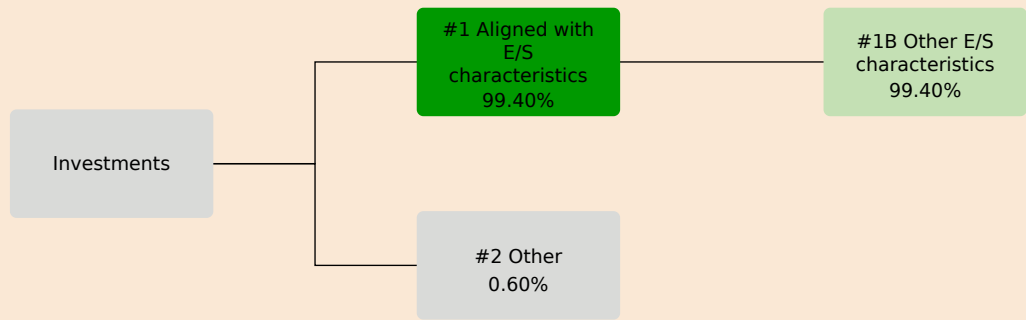 #1 Aligned with
E/S
characteristics
99.40%
#1B Other E/S
characteristics
99.40%
Investments
#2 Other
0.60%